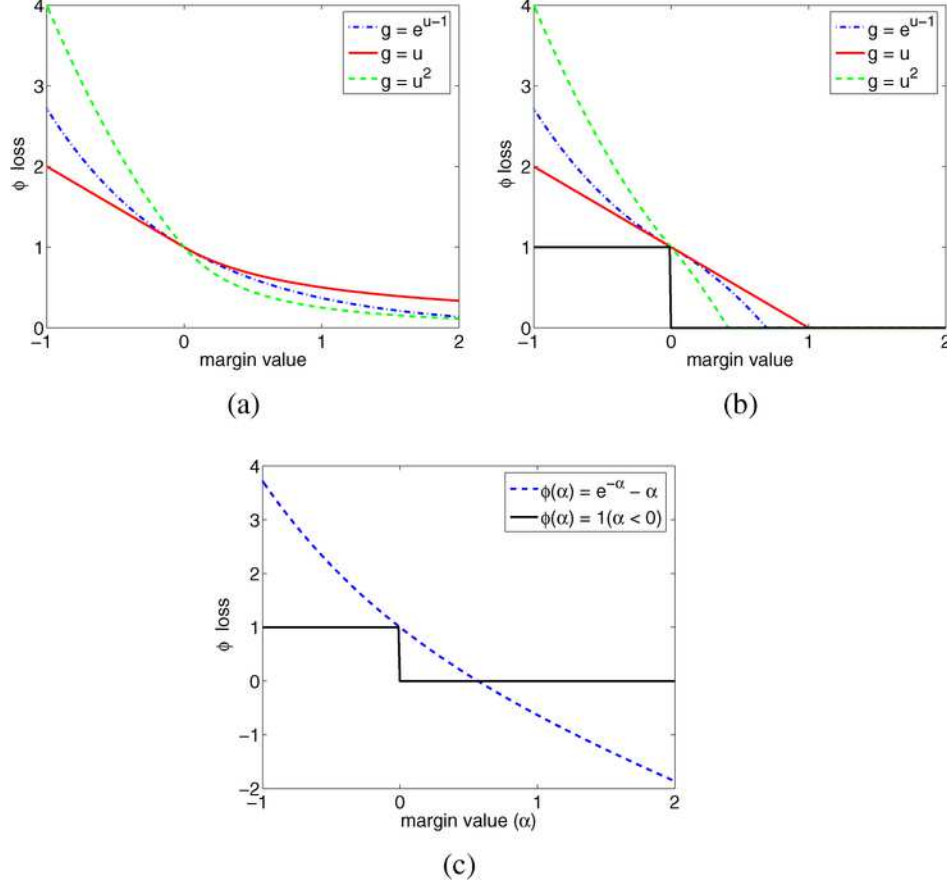 4
3
2
1
0
−1
0
1
2
ϕ loss
margin value
g = e^{u−1}
g = u
g = u^2
(a)
4
3
2
1
0
−1
0
1
2
ϕ loss
margin value
g = e^{u−1}
g = u
g = u^2
(b)
4
3
2
1
0
−1
−2
−1
0
1
2
ϕ loss
margin value (α)
ϕ(α) = e^{−α} − α
ϕ(α) = 1(α < 0)
(c)